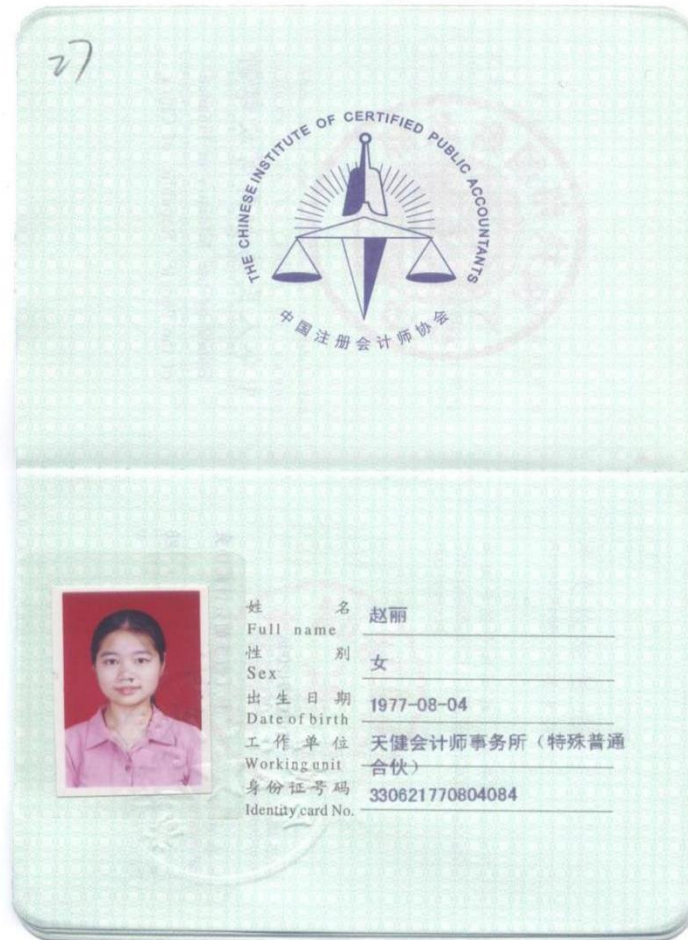 27
THE CHINESE INSTITUTE OF CERTIFIED PUBLIC ACCOUNTANTS
中国注册会计师协会
姓 名 赵丽
Full name
性 别 女
Sex
出生日期 1977-08-04
Date of birth
工作单位 天健会计师事务所（特殊普通
Working unit 合伙）
身份证号码 330621770804084
Identity card No.